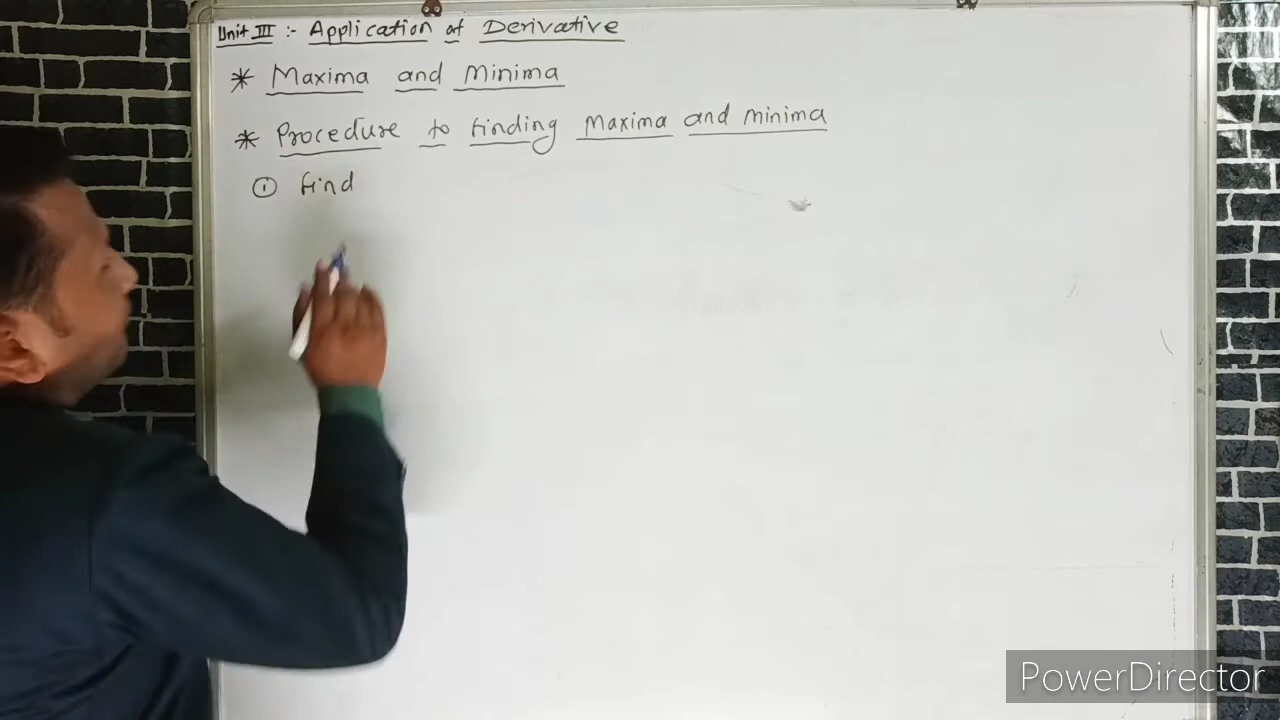 Unit III :- Application of Derivative
* Maxima and Minima
* Procedure to finding Maxima and minima
① find
PowerDirector